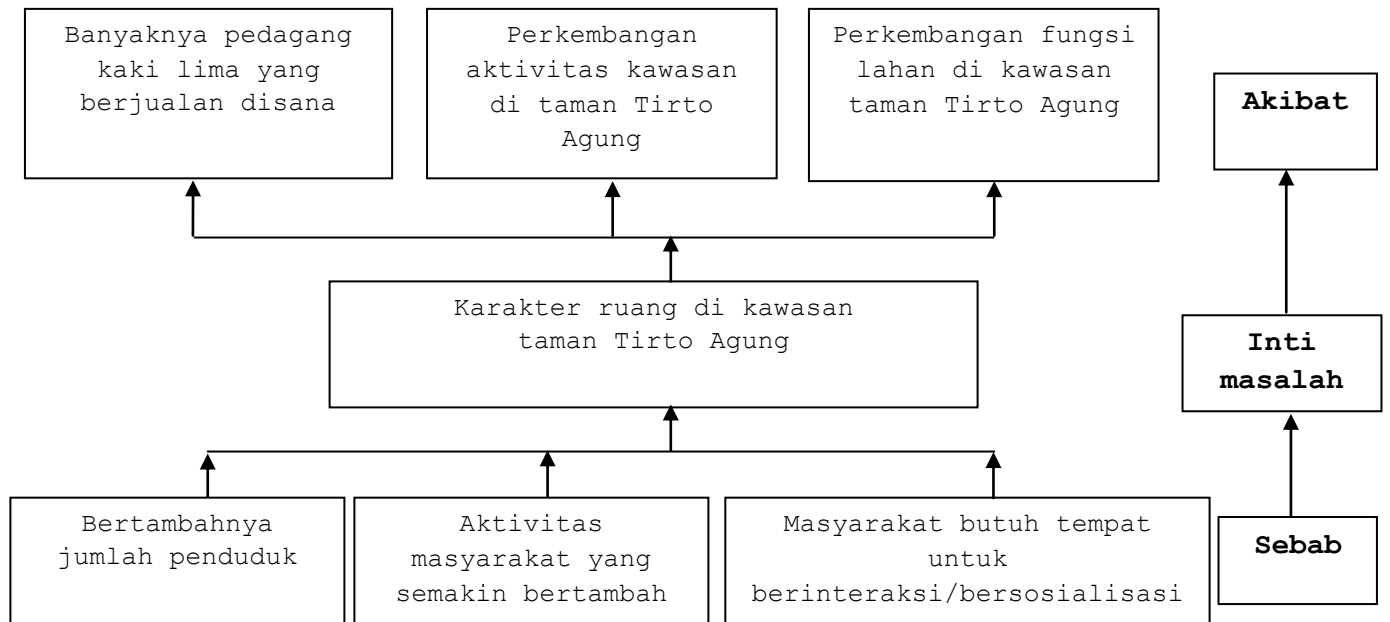 Banyaknya pedagang
kaki lima yang
berjualan disana
Perkembangan
aktivitas kawasan
di taman Tirto
Agung
Perkembangan fungsi
lahan di kawasan
taman Tirto Agung
Akibat
Karakter ruang di kawasan
taman Tirto Agung
Inti
masalah
Bertambahnya
jumlah penduduk
Aktivitas
masyarakat yang
semakin bertambah
Masyarakat butuh tempat
untuk
berinteraksi/bersosialisasi
Sebab